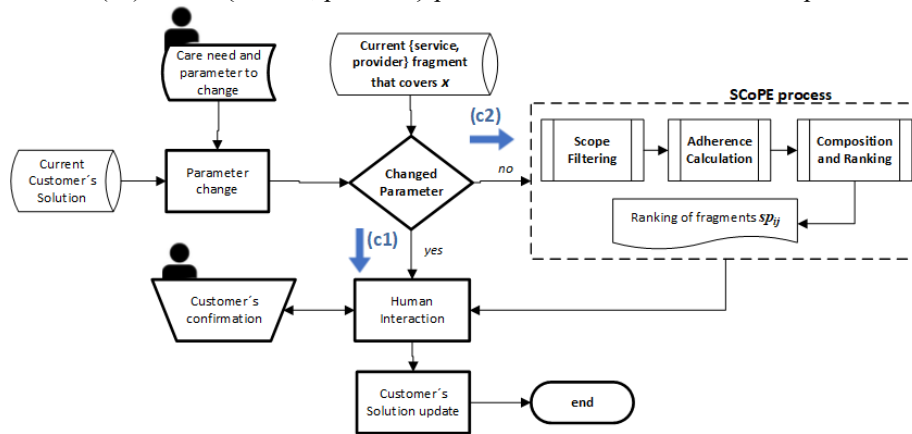 Care need and
parameter to
change
Current {service,
provider} fragment
that covers x
(c2)
SCoPE process
Current
Customer´s
Solution
Parameter
change
Changed
Parameter
no
Scope
Filtering
Adherence
Calculation
Composition
and Ranking
Ranking of fragments spij
(c1)
yes
Customer´s
confirmation
Human
Interaction
Customer´s
Solution update
end